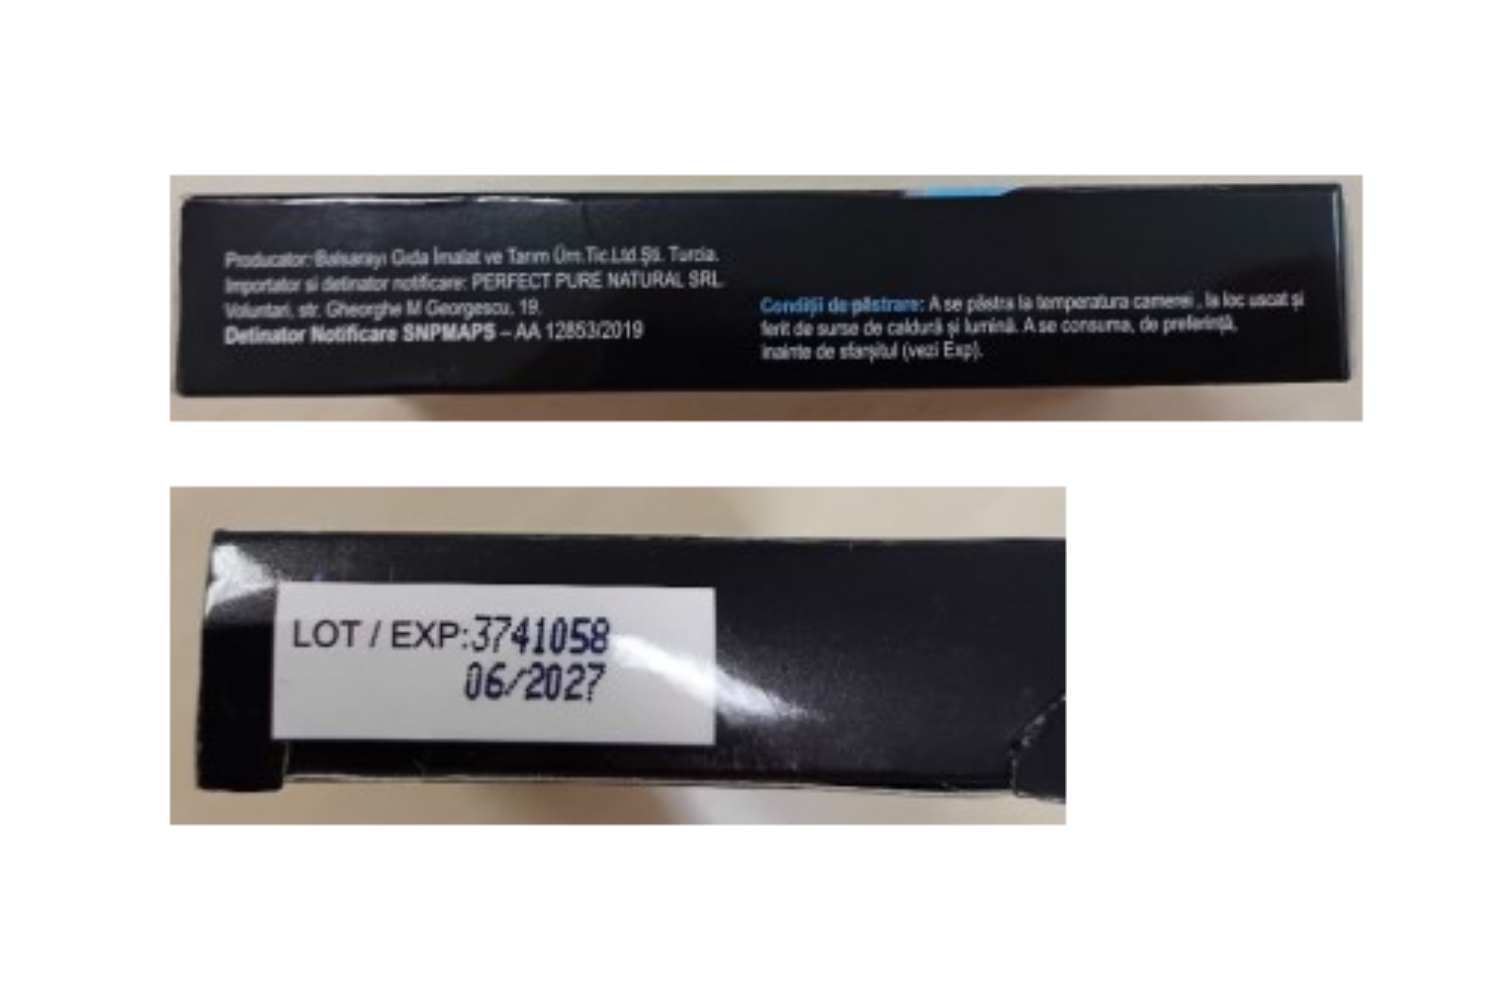 Producator: Balsarayı Gıda İmalat ve Tarım Ürn.Tic.Ltd.Şti. Turcia.
Importator si detinator notificare: PERFECT PURE NATURAL SRL
Voluntari, str. Gheorghe M Georgescu, 19.
Detinator Notificare SNPMAPS – AA 12853/2019
Condiții de păstrare: A se păstra la temperatura camerei , la loc uscat și
ferit de surse de caldură și lumină. A se consuma, de preferință,
inainte de sfarșitul (vezi Exp).
LOT / EXP:3741058
06/2027